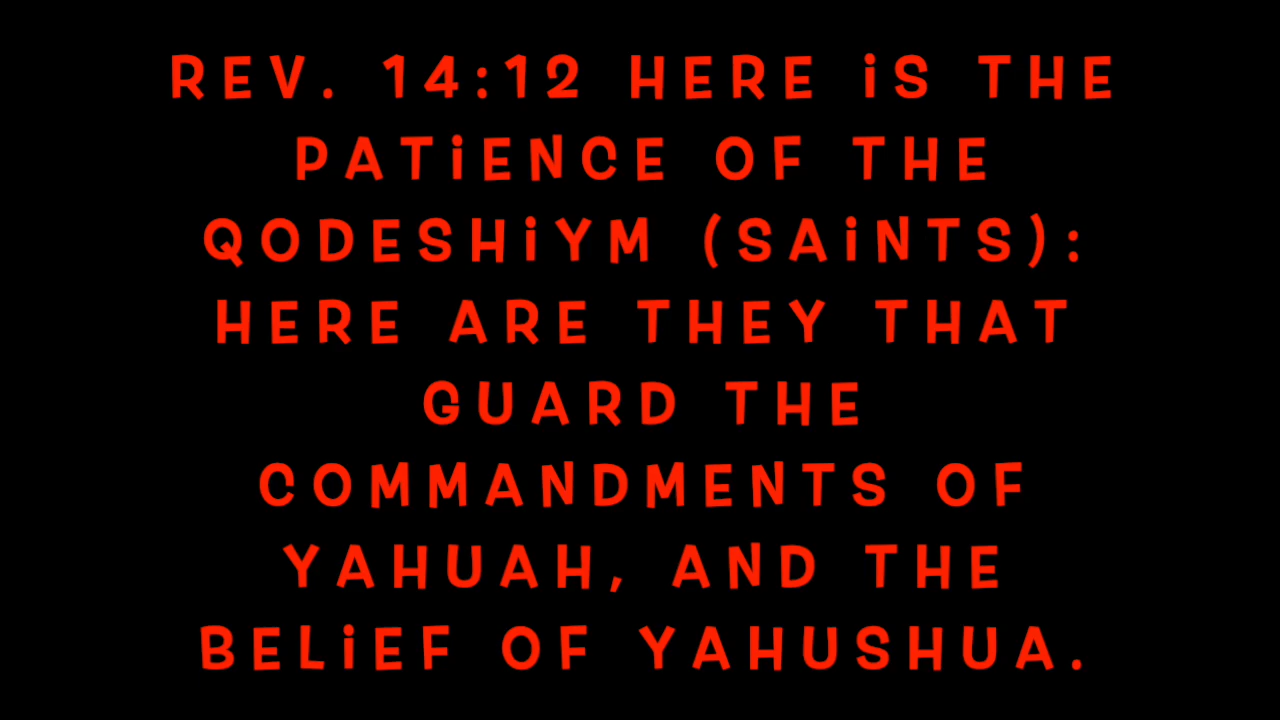 REV. 14:12 HERE iS THE
PATiENCE OF THE
QODESHiYM (SAiNTS):
HERE ARE THEY THAT
GUARD THE
COMMANDMENTS OF
YAHUAH, AND THE
BELiEF OF YAHUSHUA.